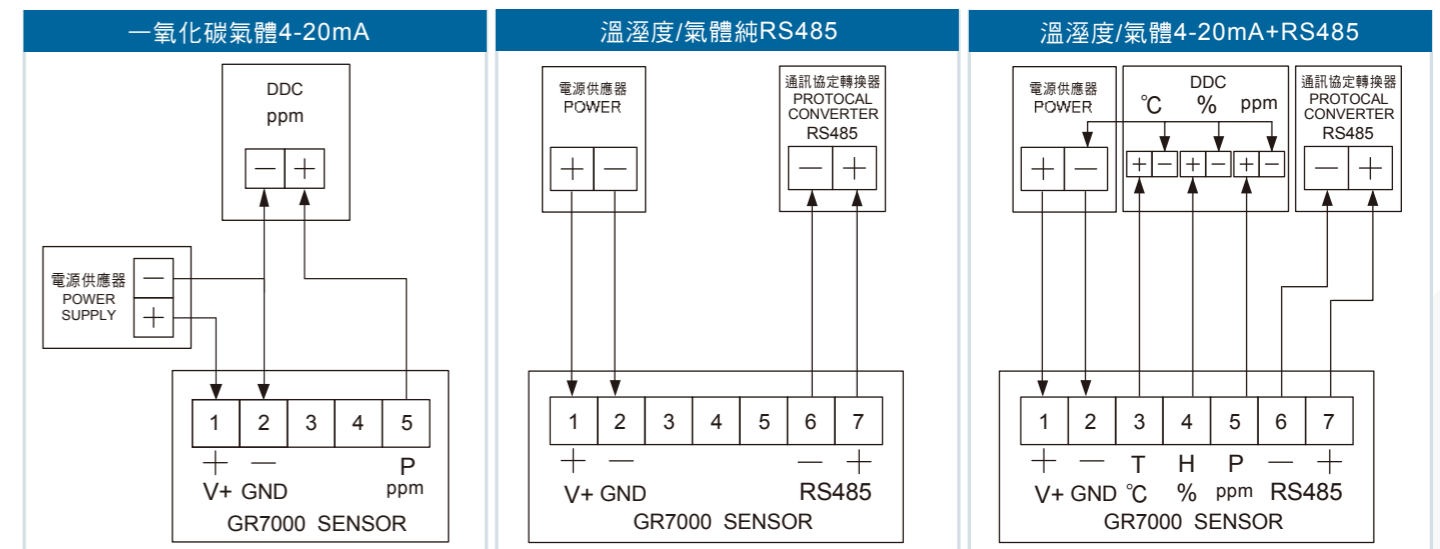 一氧化碳氣體4-20mA
DDC
ppm
— +
電源供應器
POWER
SUPPLY
—
+
1 2 3 4 5
+ — P
V+ GND ppm
GR7000 SENSOR
溫溼度/氣體純RS485
電源供應器
POWER
+ —
通訊協定轉換器
PROTOCAL
CONVERTER
RS485
— +
1 2 3 4 5 6 7
+ — — +
V+ GND RS485
GR7000 SENSOR
溫溼度/氣體4-20mA+RS485
電源供應器
POWER
+ —
DDC
℃ % ppm
+ — + — + —
通訊協定轉換器
PROTOCAL
CONVERTER
RS485
— +
1 2 3 4 5 6 7
+ — T H P — +
V+ GND ℃ % ppm RS485
GR7000 SENSOR